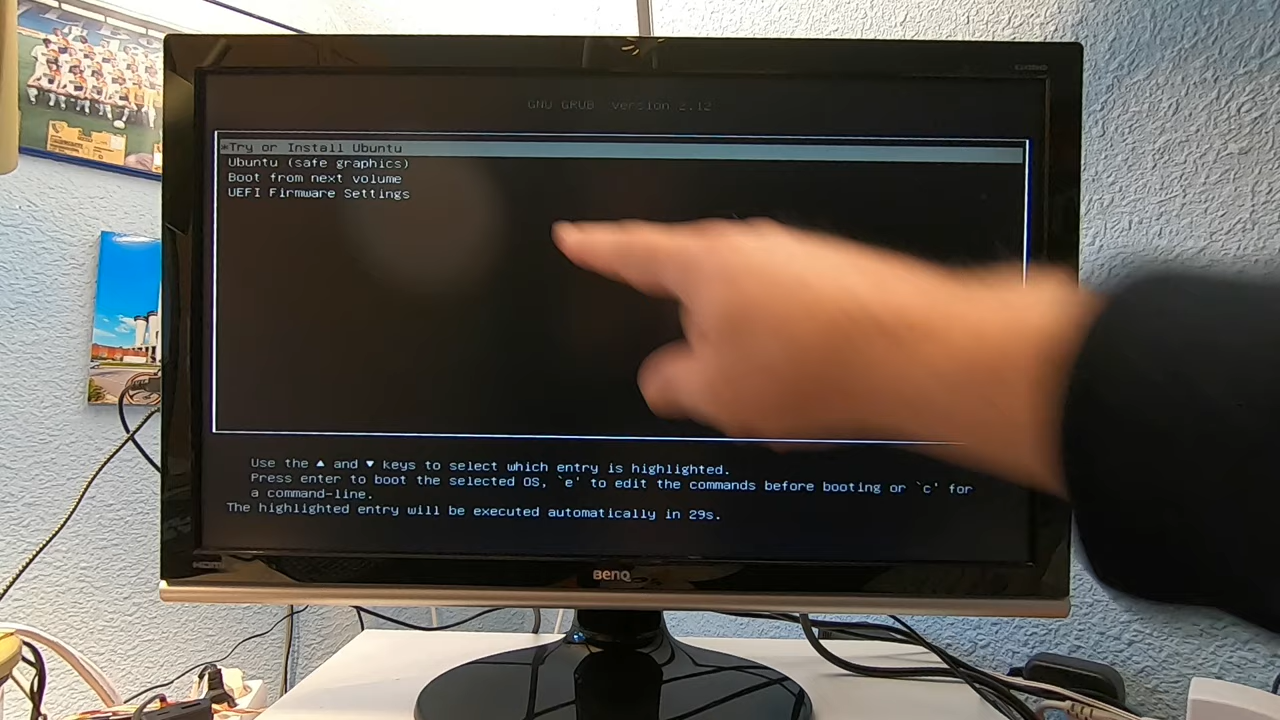 GNU GRUB version 2.12
*Try or Install Ubuntu
Ubuntu (safe graphics)
Boot from next volume
UEFI Firmware Settings
Use the ▲ and ▼ keys to select which entry is highlighted.
Press enter to boot the selected OS, `e' to edit the commands before booting or `c' for
a command-line.
The highlighted entry will be executed automatically in 29s.
HDMI
BenQ